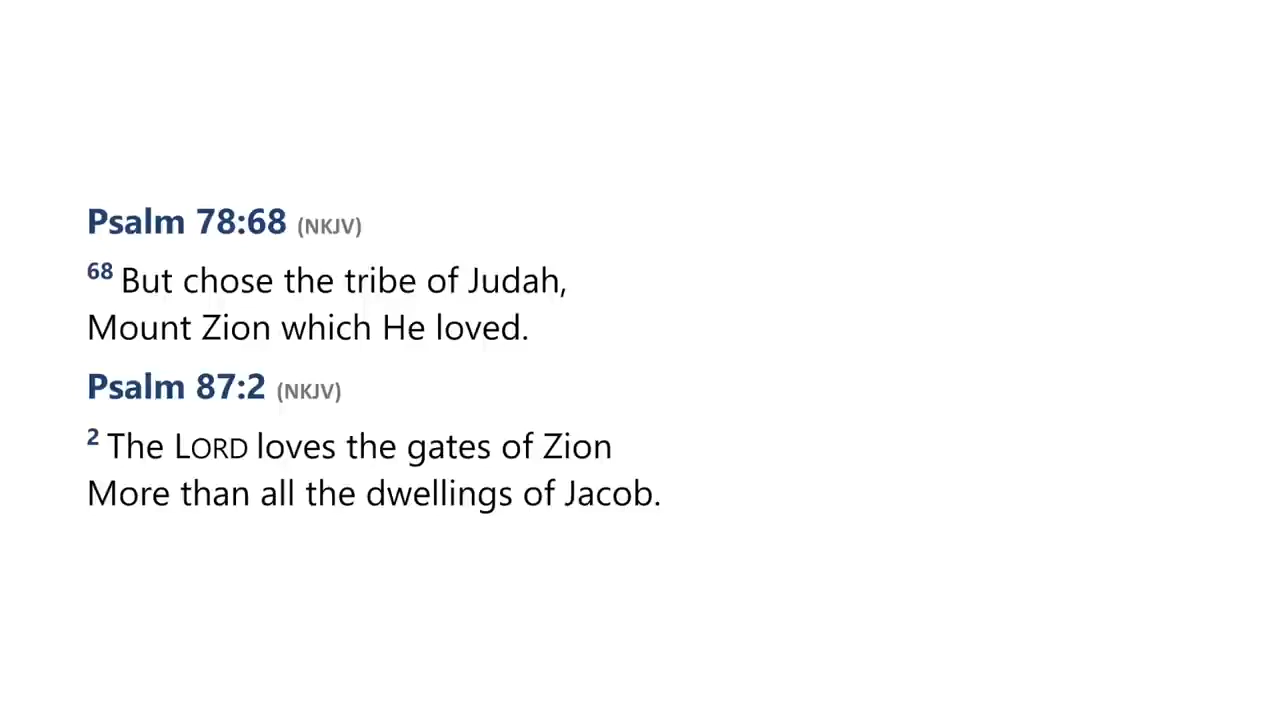 Psalm 78:68 (NKJV)
68 But chose the tribe of Judah,
Mount Zion which He loved.
Psalm 87:2 (NKJV)
2 The LORD loves the gates of Zion
More than all the dwellings of Jacob.